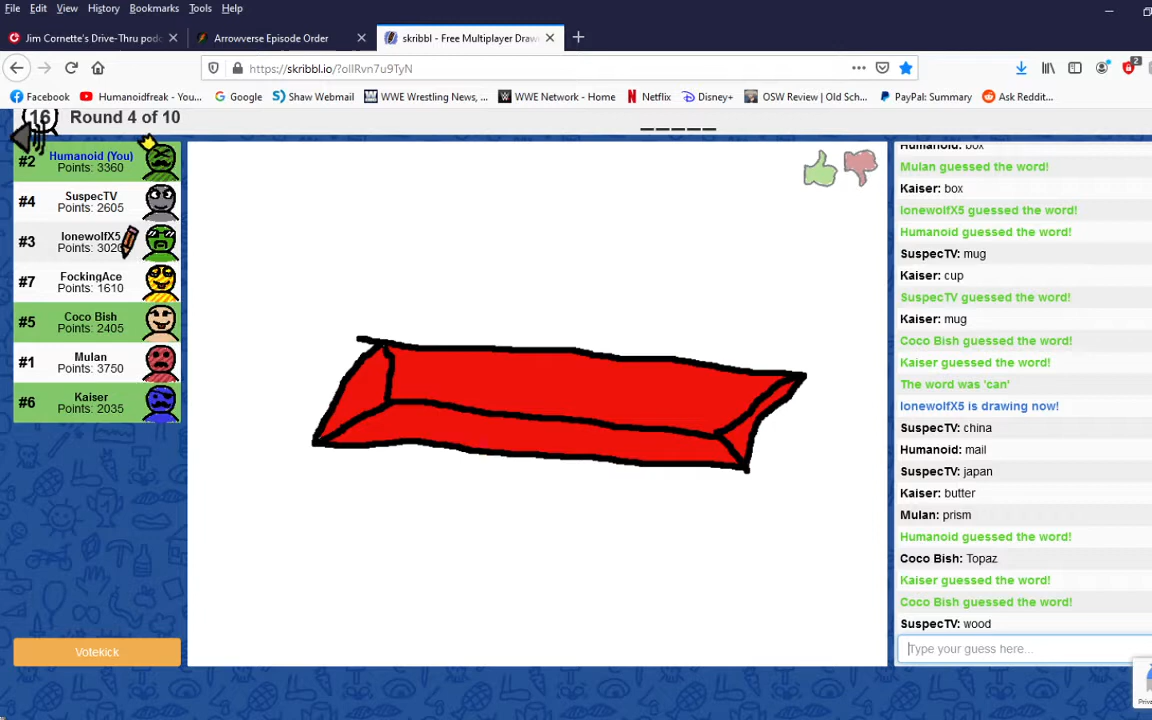 File Edit View History Bookmarks Tools Help
Jim Cornette's Drive-Thru pod
Arrowverse Episode Order
skribbl - Free Multiplayer Draw
https://skribbl.io/?olIRvn7u9TyN
2
Facebook
Humanoidfreak - You...
Google
Shaw Webmail
WWE Wrestling News, ...
WWE Network - Home
Netflix
Disney+
OSW Review | Old Sch...
PayPal: Summary
Ask Reddit...
16 Round 4 of 10
_____
#2 Humanoid (You)
Points: 3360
#4 SuspecTV
Points: 2605
#3 lonewolfX5
Points: 3020
#7 FockingAce
Points: 1610
#5 Coco Bish
Points: 2405
#1 Mulan
Points: 3750
#6 Kaiser
Points: 2035
Votekick
Humanoid: box
Mulan guessed the word!
Kaiser: box
lonewolfX5 guessed the word!
Humanoid guessed the word!
SuspecTV: mug
Kaiser: cup
SuspecTV guessed the word!
Kaiser: mug
Coco Bish guessed the word!
Kaiser guessed the word!
The word was 'can'
lonewolfX5 is drawing now!
SuspecTV: china
Humanoid: mail
SuspecTV: japan
Kaiser: butter
Mulan: prism
Humanoid guessed the word!
Coco Bish: Topaz
Kaiser guessed the word!
Coco Bish guessed the word!
SuspecTV: wood
Type your guess here...